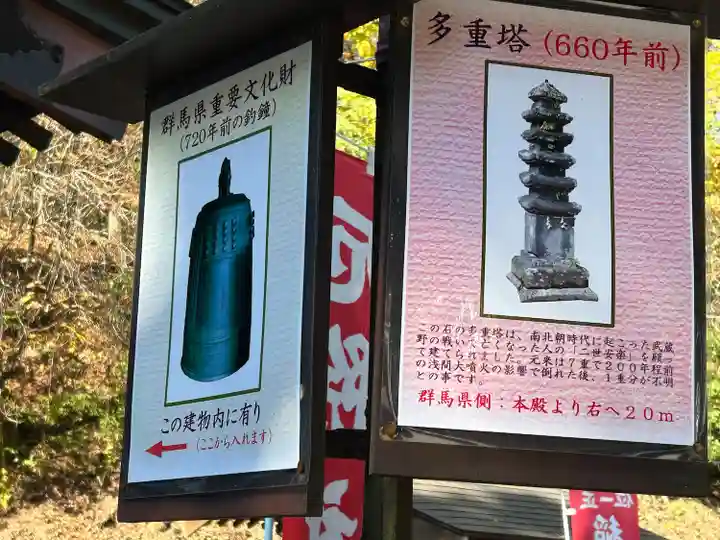 群馬県重要文化財
(720年前の釣鐘)
この建物内に有り
(ここから入れます)
多重塔(660年前)
この石の多重塔は、南北朝時代に起こった武蔵
野の戦いで亡くなった人の「二世安楽」を願っ
て建てられました。元来は7重で200年程前
の浅間大噴火の影響で倒れた後、1重分が不明
との事です。
群馬県側:本殿より右へ20m